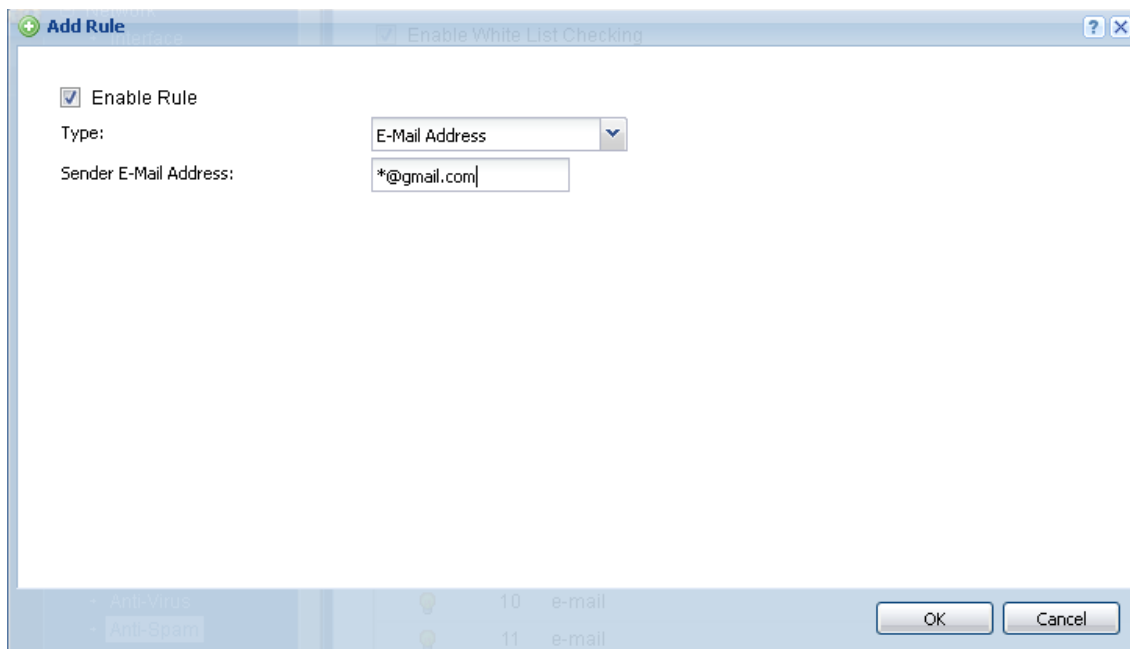 Network
Add Rule
Interface
Enable White List Checking
Enable Rule
Type:
E-Mail Address
Sender E-Mail Address:
*@gmail.com
Anti-Virus
10 e-mail
Anti-Spam
11 e-mail
OK
Cancel